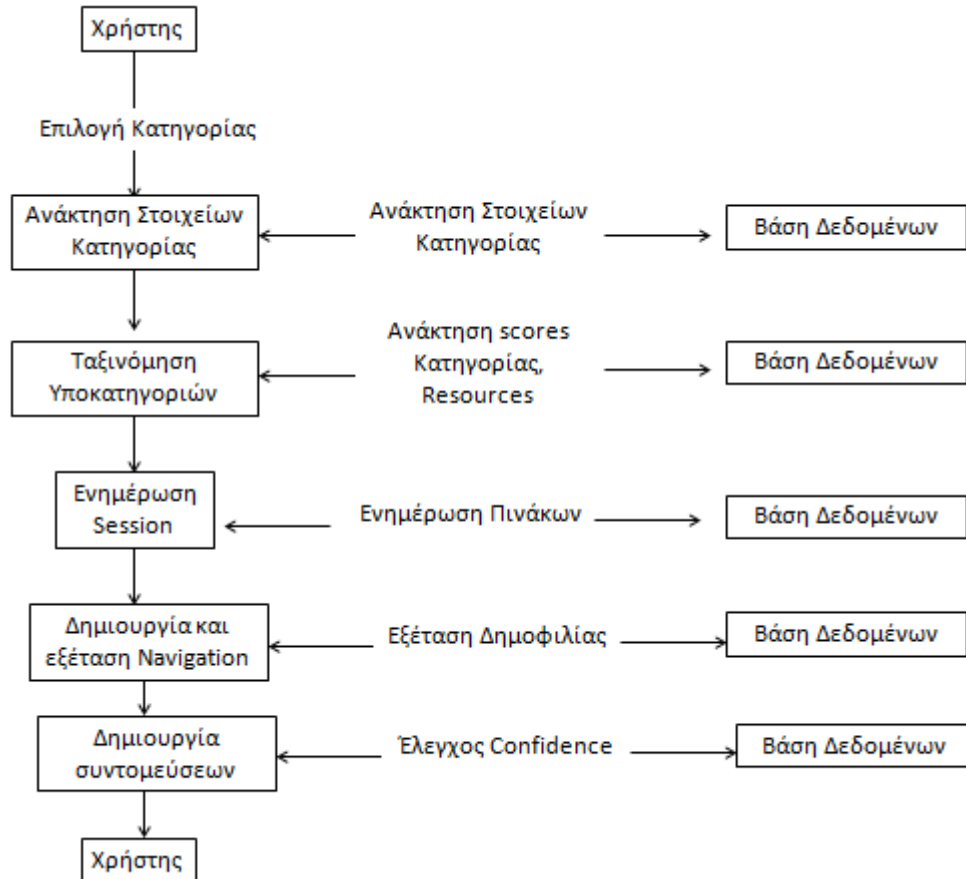 Χρήστης
Επιλογή Κατηγορίας
Ανάκτηση Στοιχείων
Κατηγορίας
Ανάκτηση Στοιχείων
Κατηγορίας
Βάση Δεδομένων
Ταξινόμηση
Υποκατηγοριών
Ανάκτηση scores
Κατηγορίας,
Resources
Βάση Δεδομένων
Ενημέρωση
Session
Ενημέρωση Πινάκων
Βάση Δεδομένων
Δημιουργία και
εξέταση Navigation
Εξέταση Δημοφιλίας
Βάση Δεδομένων
Δημιουργία
συντομεύσεων
Έλεγχος Confidence
Βάση Δεδομένων
Χρήστης